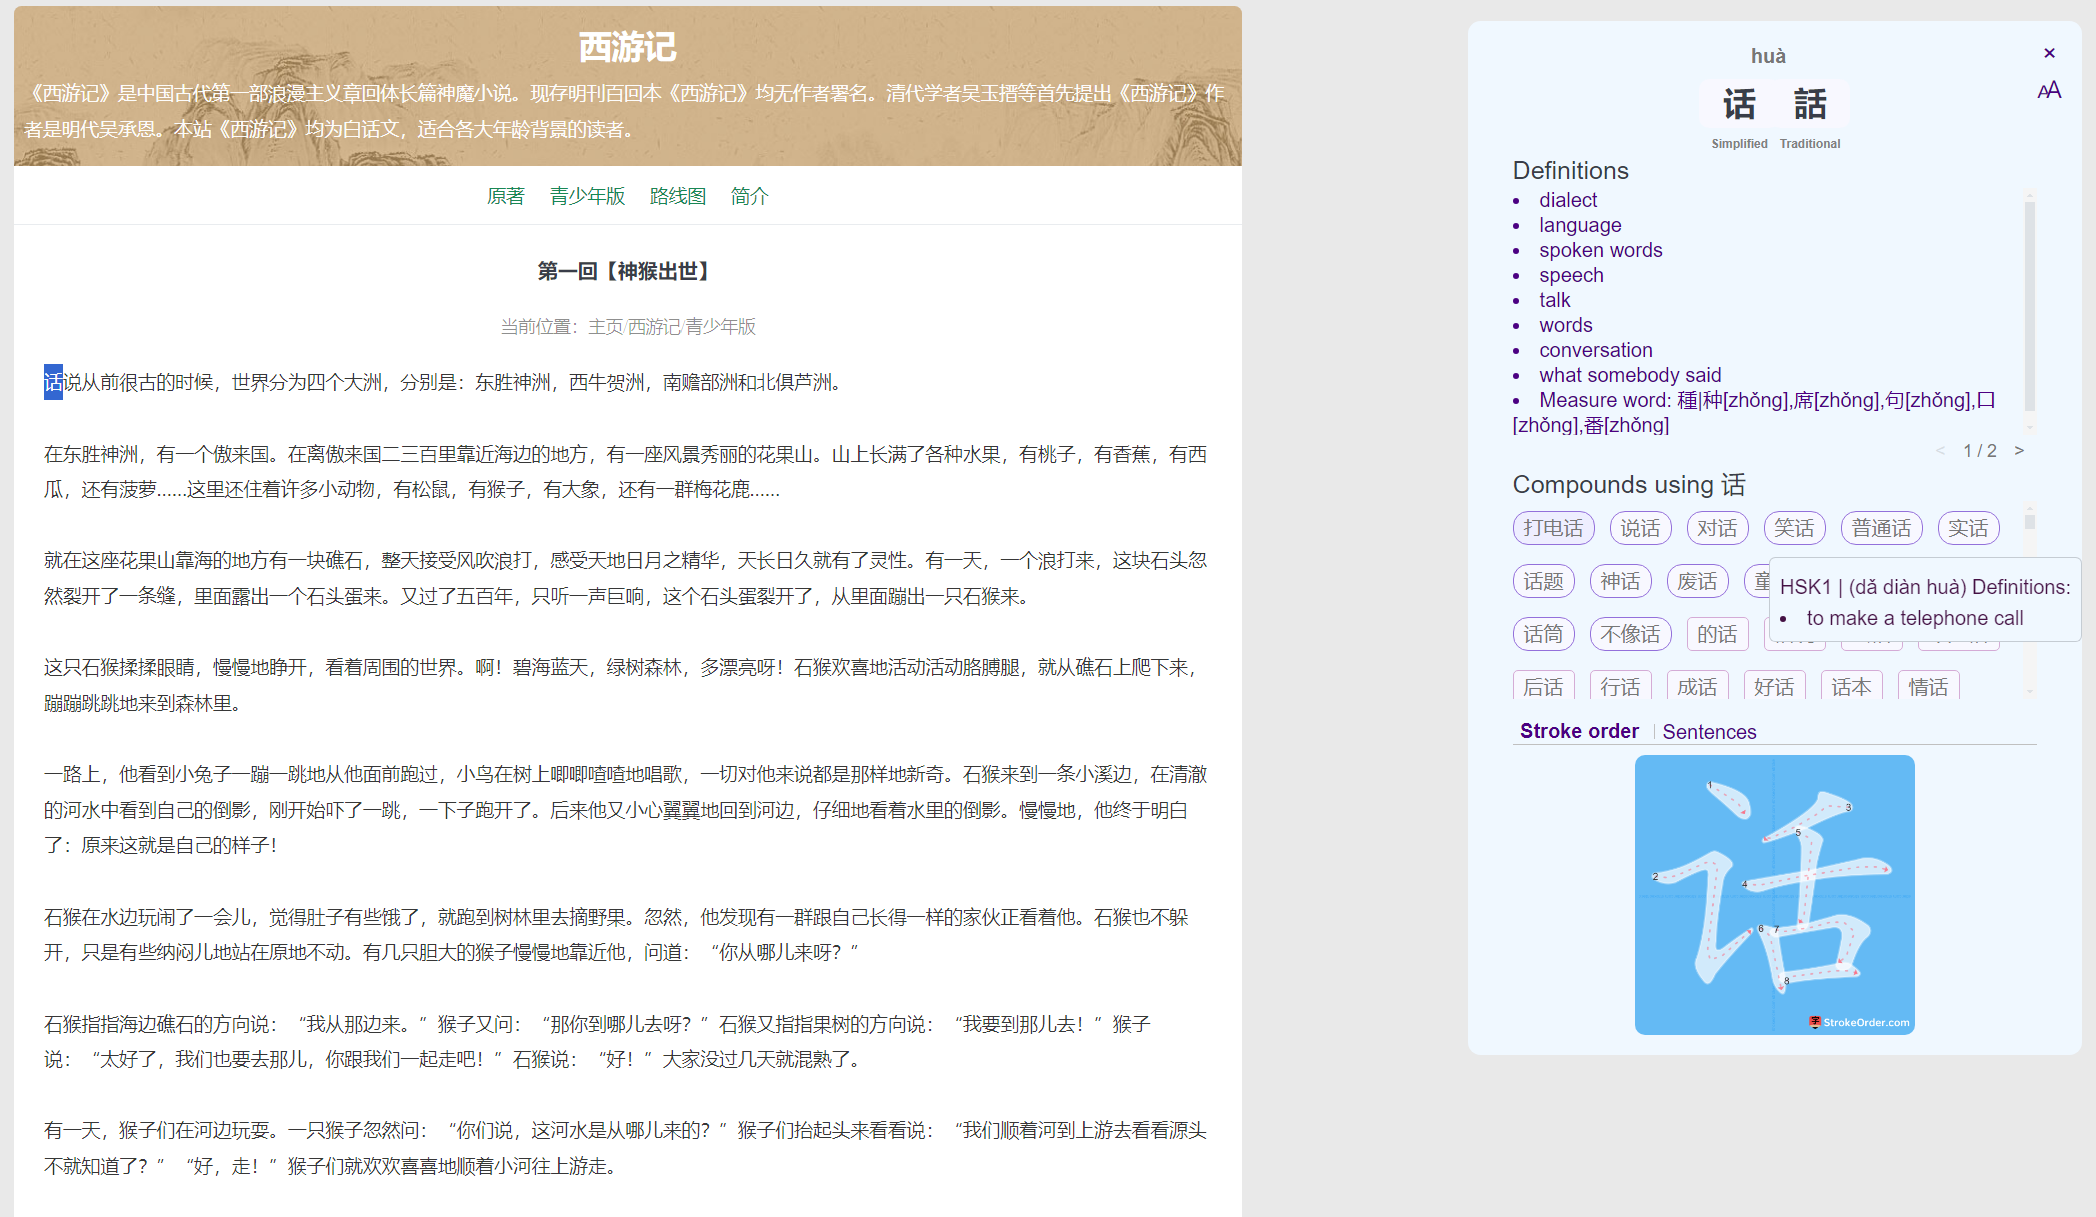 西游记
《西游记》是中国古代第一部浪漫主义章回体长篇神魔小说。现存明刊百回本《西游记》均无作者署名。清代学者吴玉搢等首先提出《西游记》作
者是明代吴承恩。本站《西游记》均为白话文，适合各大年龄背景的读者。
原著 青少年版 路线图 简介
第一回【神猴出世】
当前位置：主页/西游记/青少年版
话说从前很古的时候，世界分为四个大洲，分别是：东胜神洲，西牛贺洲，南赡部洲和北俱芦洲。
在东胜神洲，有一个傲来国。在离傲来国二三百里靠近海边的地方，有一座风景秀丽的花果山。山上长满了各种水果，有桃子，有香蕉，有西
瓜，还有菠萝……这里还住着许多小动物，有松鼠，有猴子，有大象，还有一群梅花鹿……
就在这座花果山靠海的地方有一块礁石，整天接受风吹浪打，感受天地日月之精华，天长日久就有了灵性。有一天，一个浪打来，这块石头忽
然裂开了一条缝，里面露出一个石头蛋来。又过了五百年，只听一声巨响，这个石头蛋裂开了，从里面蹦出一只石猴来。
这只石猴揉揉眼睛，慢慢地睁开，看着周围的世界。啊！碧海蓝天，绿树森林，多漂亮呀！石猴欢喜地活动活动胳膊腿，就从礁石上爬下来，
蹦蹦跳跳地来到森林里。
一路上，他看到小兔子一蹦一跳地从他面前跑过，小鸟在树上唧唧喳喳地唱歌，一切对他来说都是那样地新奇。石猴来到一条小溪边，在清澈
的河水中看到自己的倒影，刚开始吓了一跳，一下子跑开了。后来他又小心翼翼地回到河边，仔细地看着水里的倒影。慢慢地，他终于明白
了：原来这就是自己的样子！
石猴在水边玩闹了一会儿，觉得肚子有些饿了，就跑到树林里去摘野果。忽然，他发现有一群跟自己长得一样的家伙正看着他。石猴也不躲
开，只是有些纳闷儿地站在原地不动。有几只胆大的猴子慢慢地靠近他，问道：“你从哪儿来呀？”
石猴指指海边礁石的方向说：“我从那边来。”猴子又问：“那你到哪儿去呀？”石猴又指指果树的方向说：“我要到那儿去！”猴子
说：“太好了，我们也要去那儿，你跟我们一起走吧！”石猴说：“好！”大家没过几天就混熟了。
有一天，猴子们在河边玩耍。一只猴子忽然问：“你们说，这河水是从哪儿来的？”猴子们抬起头来看看说：“我们顺着河到上游去看看源头
不就知道了？”“好，走！”猴子们就欢欢喜喜地顺着小河往上游走。
huà
×
AA
话 話
Simplified Traditional
Definitions
• dialect
• language
• spoken words
• speech
• talk
• words
• conversation
• what somebody said
• Measure word: 種|种[zhǒng],席[zhǒng],句[zhǒng],口
[zhǒng],番[zhǒng]
< 1 / 2 >
Compounds using 话
打电话 说话 对话 笑话 普通话 实话
话题 神话 废话 童
HSK1 | (dǎ diàn huà) Definitions:
• to make a telephone call
话筒 不像话 的话
后话 行话 成话 好话 话本 情话
Stroke order | Sentences
话
1
2
3
4
5
6
7
8
字 StrokeOrder.com